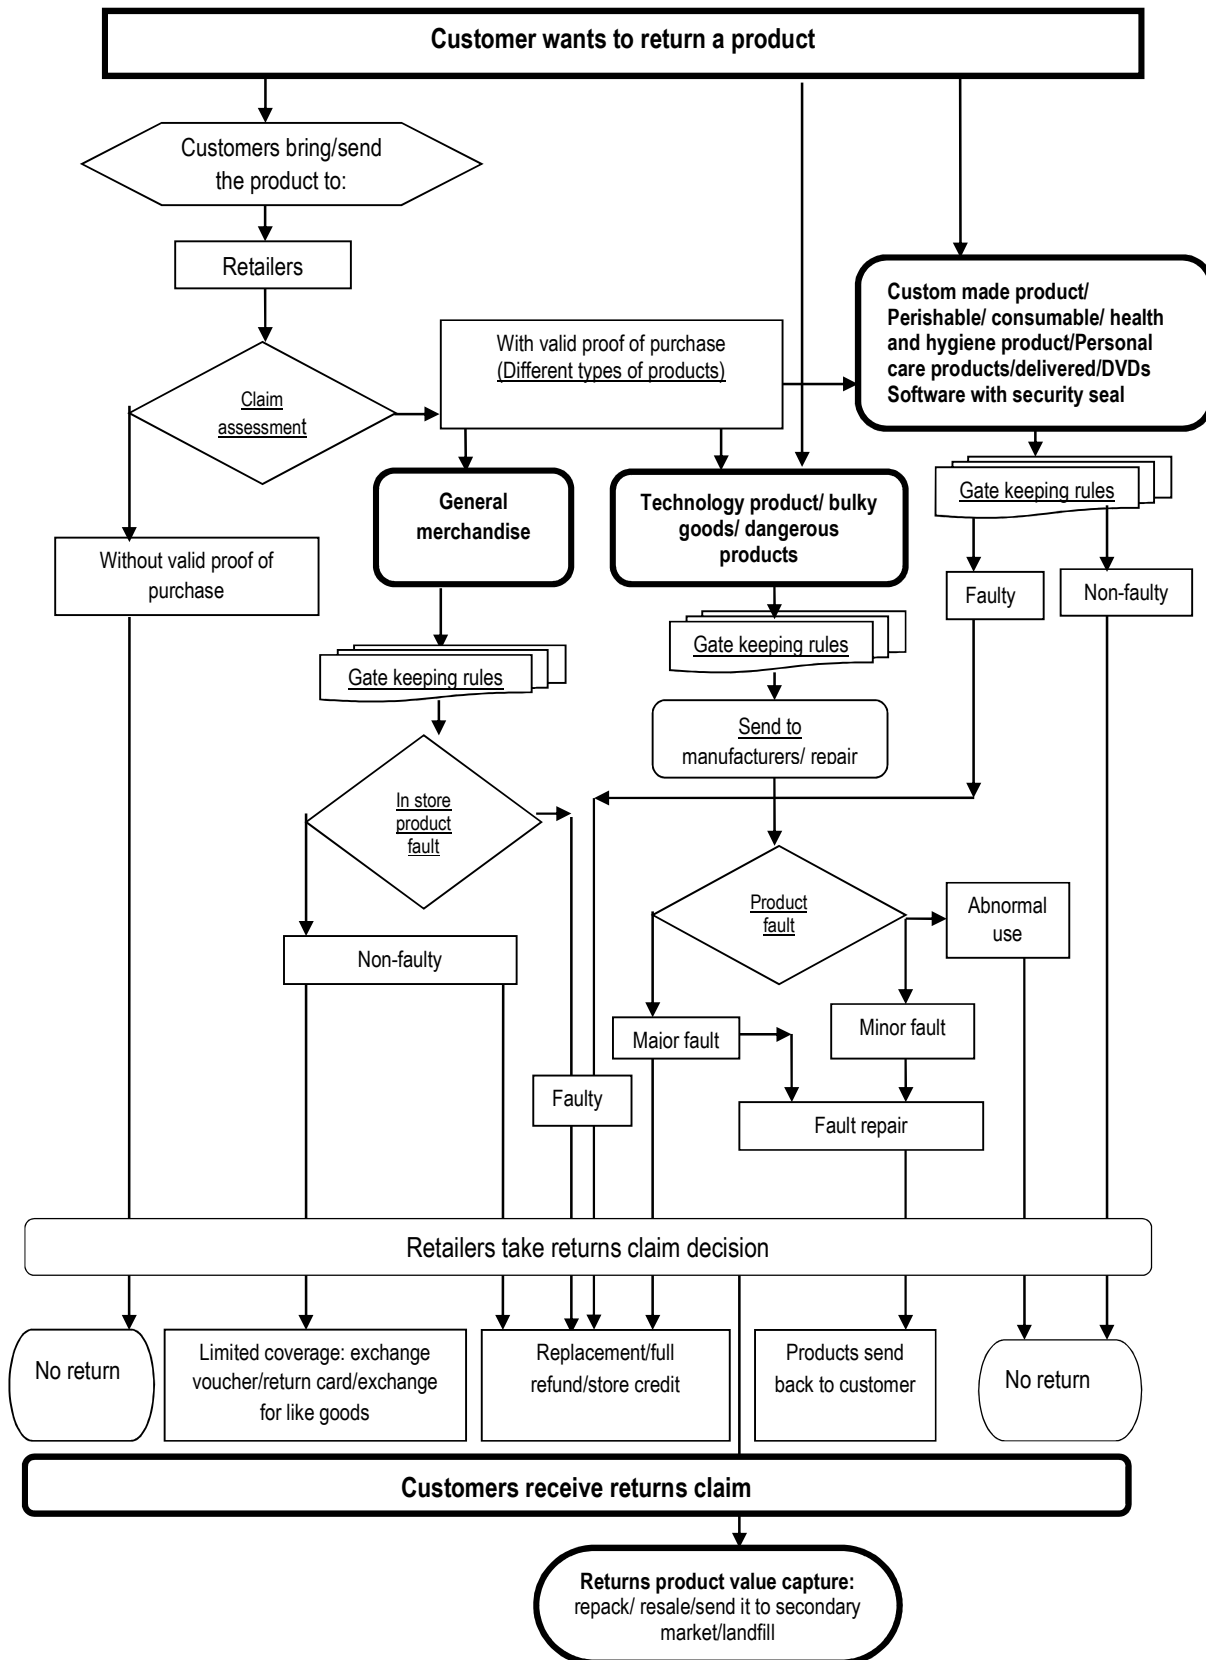 Customer wants to return a product
Customers bring/send
the product to:
Retailers
Claim
assessment
With valid proof of purchase
(Different types of products)
Custom made product/
Perishable/ consumable/ health
and hygiene product/Personal
care products/delivered/DVDs
Software with security seal
General
merchandise
Technology product/ bulky
goods/ dangerous
products
Gate keeping rules
Without valid proof of
purchase
Faulty
Non-faulty
Gate keeping rules
Gate keeping rules
Send to
manufacturers/ repair
In store
product
fault
Product
fault
Abnormal
use
Non-faulty
Major fault
Minor fault
Faulty
Fault repair
Retailers take returns claim decision
No return
Limited coverage: exchange
voucher/return card/exchange
for like goods
Replacement/full
refund/store credit
Products send
back to customer
No return
Customers receive returns claim
Returns product value capture:
repack/ resale/send it to secondary
market/landfill